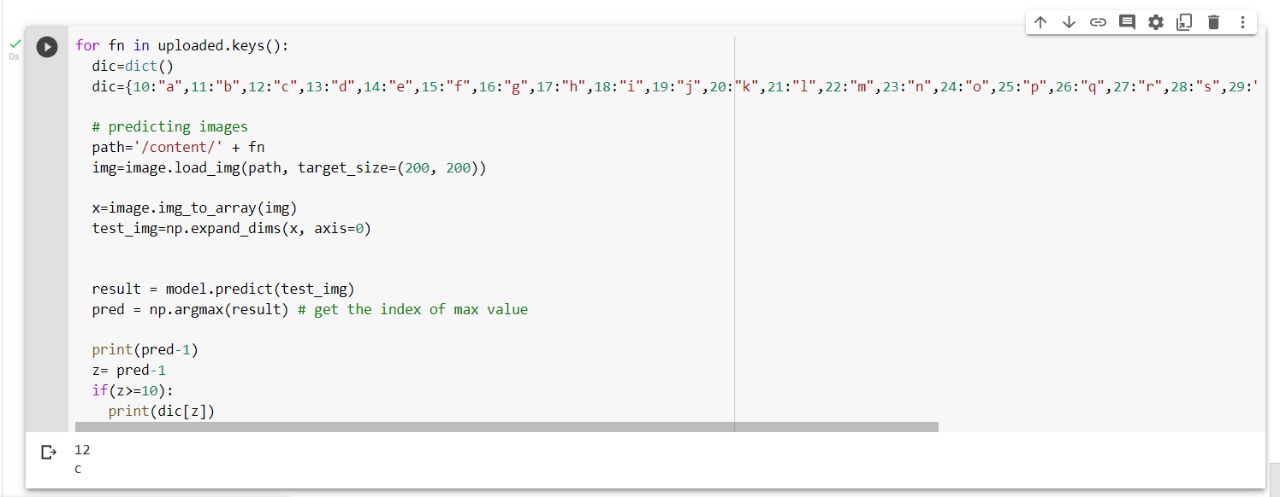 for fn in uploaded.keys():
dic=dict()
dic={10:"a",11:"b",12:"c",13:"d",14:"e",15:"f",16:"g",17:"h",18:"i",19:"j",20:"k",21:"l",22:"m",23:"n",24:"o",25:"p",26:"q",27:"r",28:"s",29:'
# predicting images
path='/content/' + fn
img=image.load_img(path, target_size=(200, 200))
x=image.img_to_array(img)
test_img=np.expand_dims(x, axis=0)
result = model.predict(test_img)
pred = np.argmax(result) # get the index of max value
print(pred-1)
z= pred-1
if(z>=10):
print(dic[z])
0s
12
c